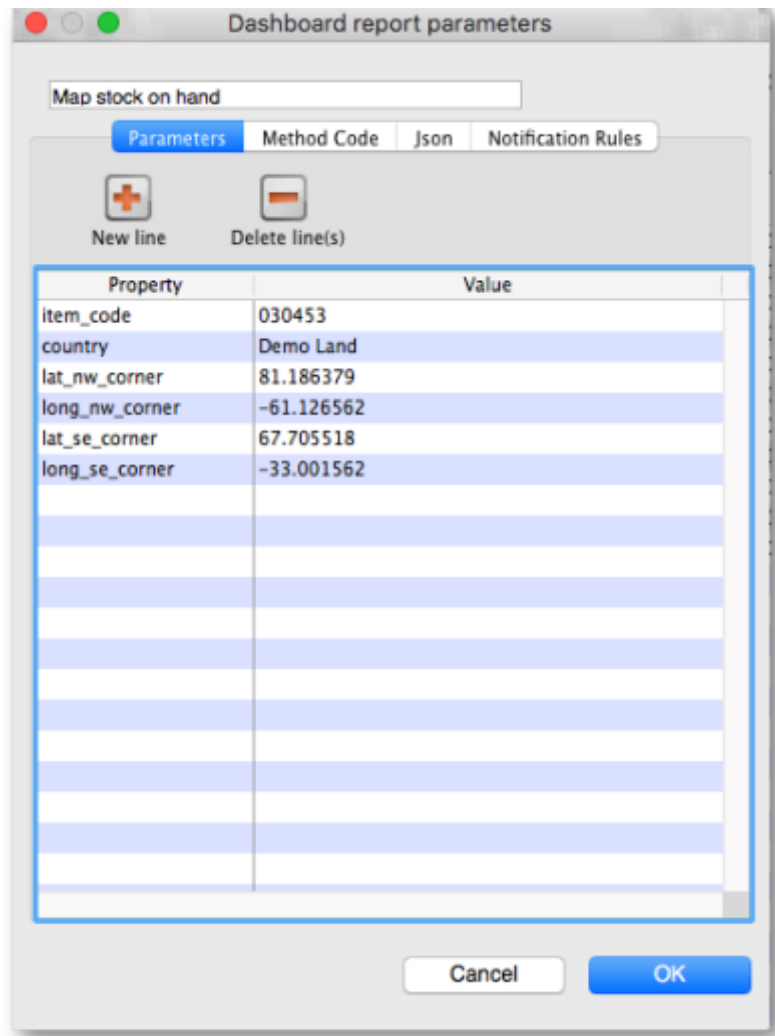 Dashboard report parameters
Map stock on hand
Parameters Method Code Json Notification Rules
New line Delete line(s)
Property Value
item_code 030453
country Demo Land
lat_nw_corner 81.186379
long_nw_corner -61.126562
lat_se_corner 67.705518
long_se_corner -33.001562
Cancel OK